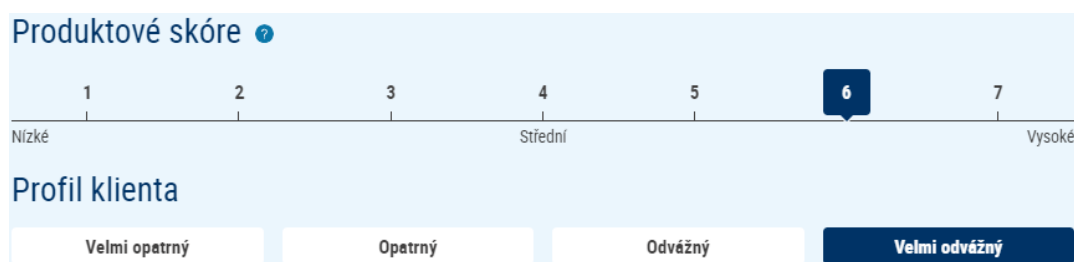 Produktové skóre ?
1 2 3 4 5 6 7
Nízké Střední Vysoké
Profil klienta
Velmi opatrný Opatrný Odvážný Velmi odvážný